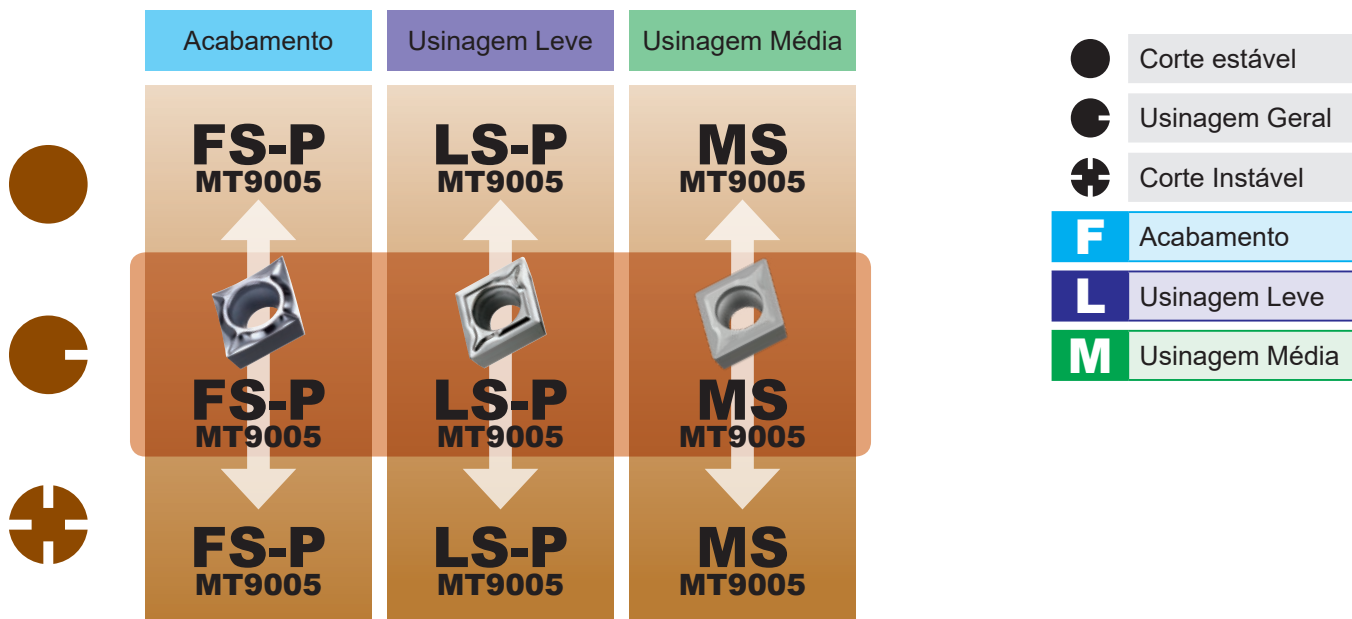 Acabamento
Usinagem Leve
Usinagem Média
FS-P
MT9005
LS-P
MT9005
MS
MT9005
FS-P
MT9005
LS-P
MT9005
MS
MT9005
FS-P
MT9005
LS-P
MT9005
MS
MT9005
Corte estável
Usinagem Geral
Corte Instável
F Acabamento
L Usinagem Leve
M Usinagem Média